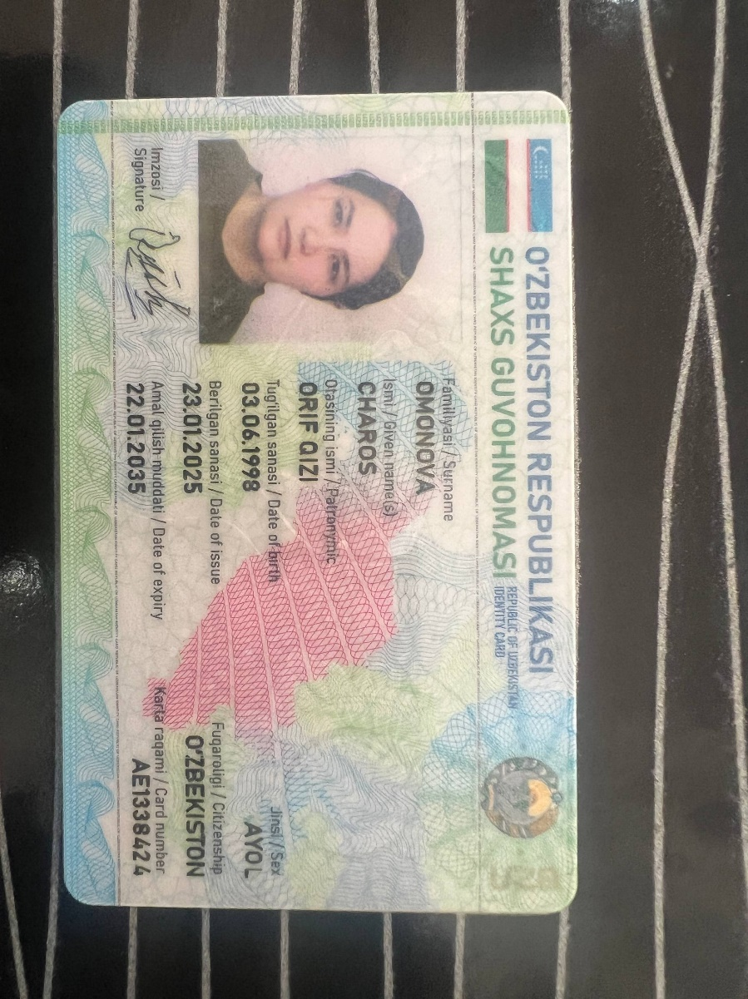 O'ZBEKISTON RESPUBLIKASI
SHAXS GUVOHNOMASI
REPUBLIC OF UZBEKISTAN
IDENTITY CARD
Familiyasi / Surname
OMONOVA
Ismi / Given name(s)
CHAROS
Otasining ismi / Patronymic
ORIF QIZI
Tug'ilgan sanasi / Date of birth
03.06.1998
Jinsi / Sex
AYOL
Berilgan sanasi / Date of issue
23.01.2025
Fuqaroligi / Citizenship
O'ZBEKISTON
Amal qilish muddati / Date of expiry
22.01.2035
Karta raqami / Card number
AE1338424
Imzosi /
Signature